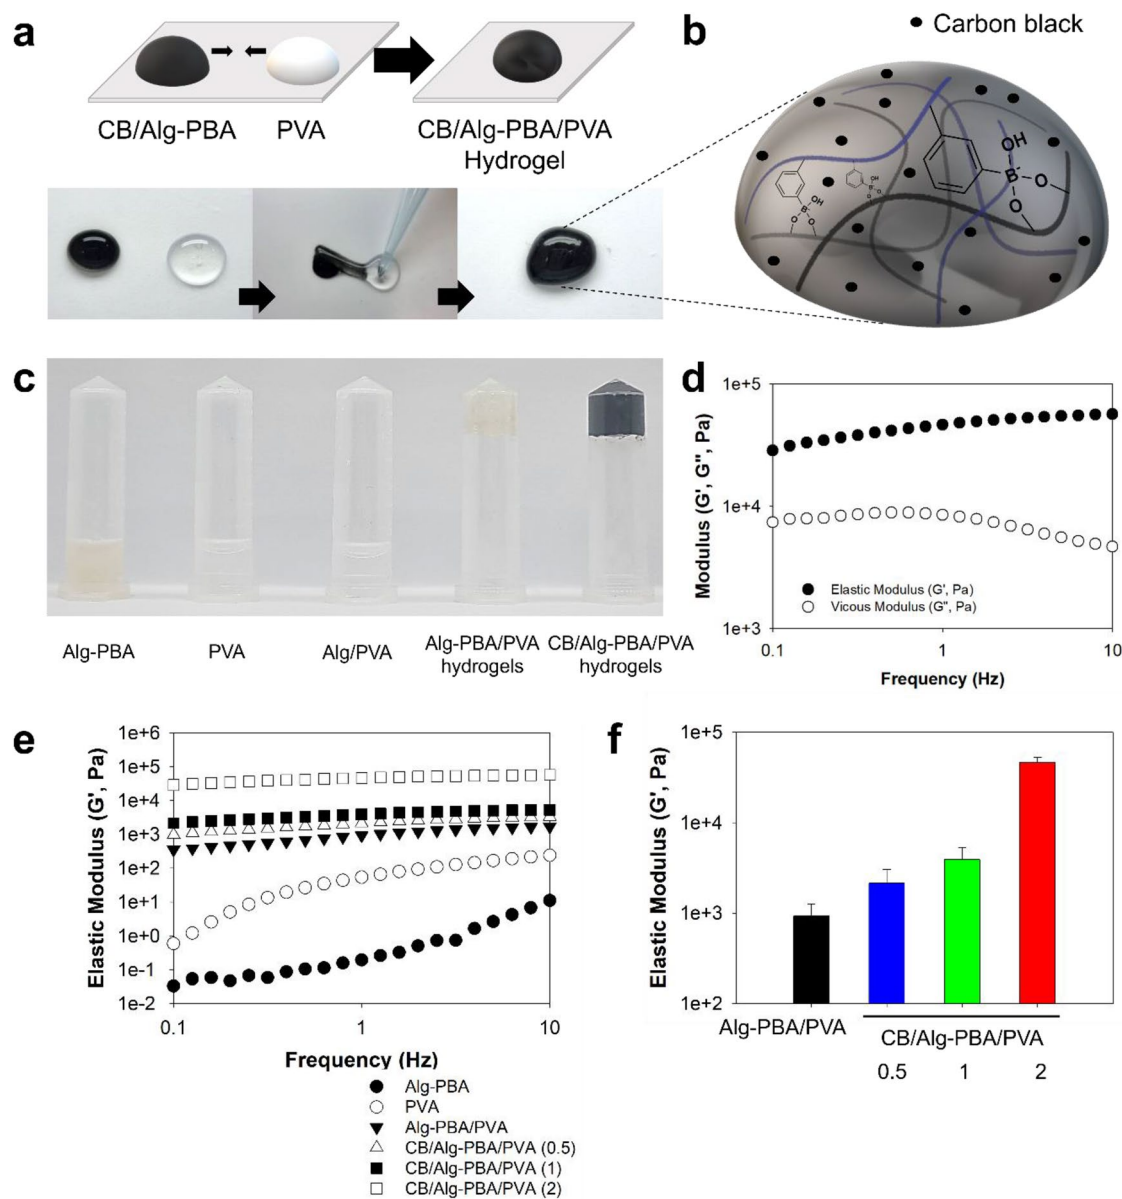 a
CB/Alg-PBA
PVA
CB/Alg-PBA/PVA
Hydrogel
b
Carbon black
OH
B-
O
O
OH
B-
O
O
OH
B-
O
O
c
Alg-PBA
PVA
Alg/PVA
Alg-PBA/PVA
hydrogels
CB/Alg-PBA/PVA
hydrogels
d
Modulus (G', G'', Pa)
1e+5
1e+4
1e+3
Elastic Modulus (G', Pa)
Vicous Modulus (G'', Pa)
0.1
1
10
Frequency (Hz)
e
Elastic Modulus (G', Pa)
1e+6
1e+5
1e+4
1e+3
1e+2
1e+1
1e+0
1e-1
1e-2
0.1
1
10
Frequency (Hz)
Alg-PBA
PVA
Alg-PBA/PVA
CB/Alg-PBA/PVA (0.5)
CB/Alg-PBA/PVA (1)
CB/Alg-PBA/PVA (2)
f
Elastic Modulus (G', Pa)
1e+5
1e+4
1e+3
1e+2
Alg-PBA/PVA
CB/Alg-PBA/PVA
0.5
1
2